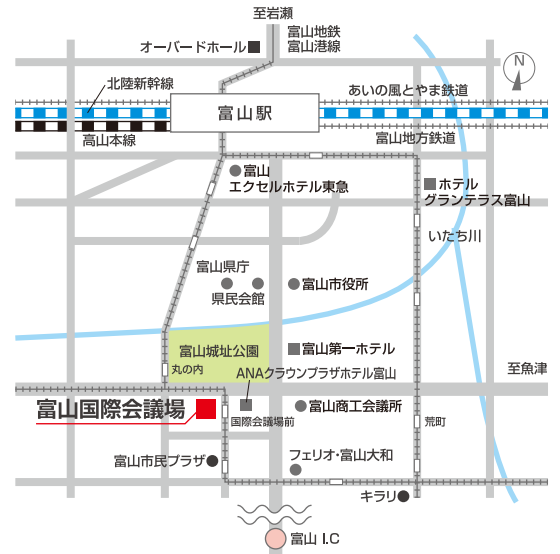 至岩瀬
富山地鉄
富山港線
オーバードホール
N
北陸新幹線
あいの風とやま鉄道
富山駅
高山本線
富山地方鉄道
富山
エクセルホテル東急
ホテル
グランテラス富山
いたち川
富山県庁
県民会館
富山市役所
富山城址公園
富山第一ホテル
丸の内
ANAクラウンプラザホテル富山
至魚津
富山国際会議場
国際会議場前
富山商工会議所
荒町
富山市民プラザ
フェリオ・富山大和
キラリ
富山 I.C